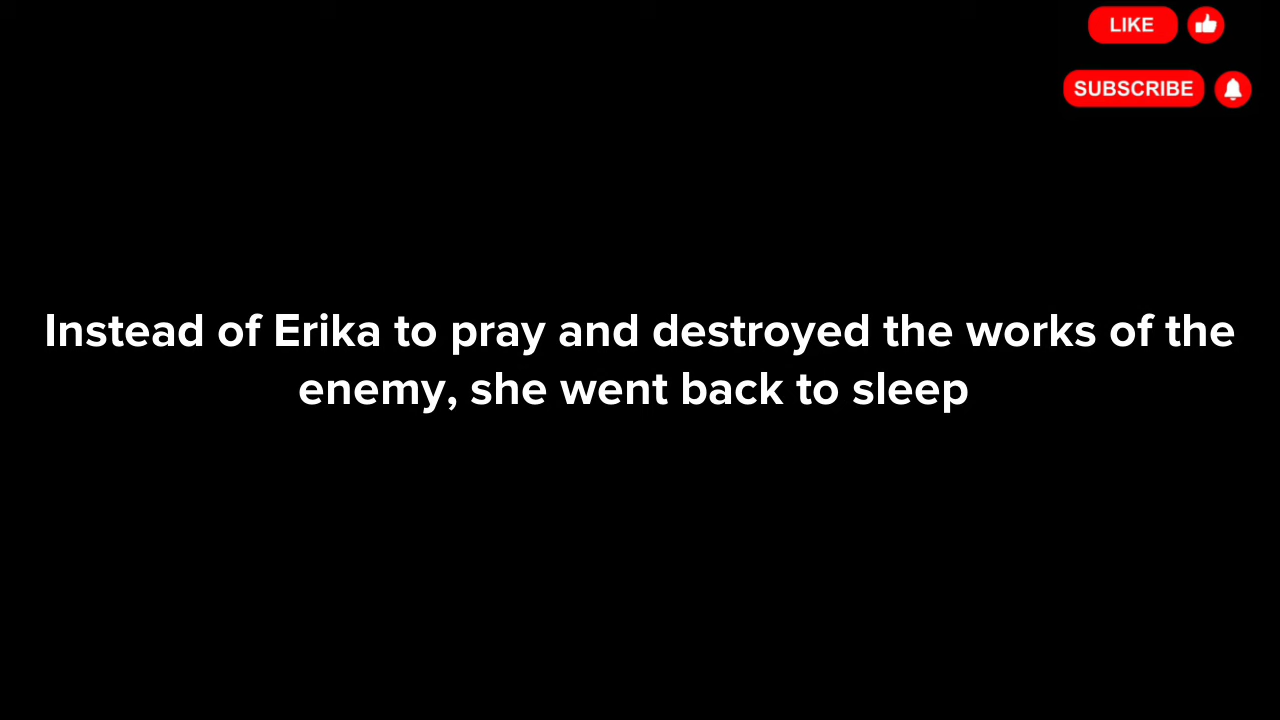 LIKE
SUBSCRIBE
Instead of Erika to pray and destroyed the works of the
enemy, she went back to sleep